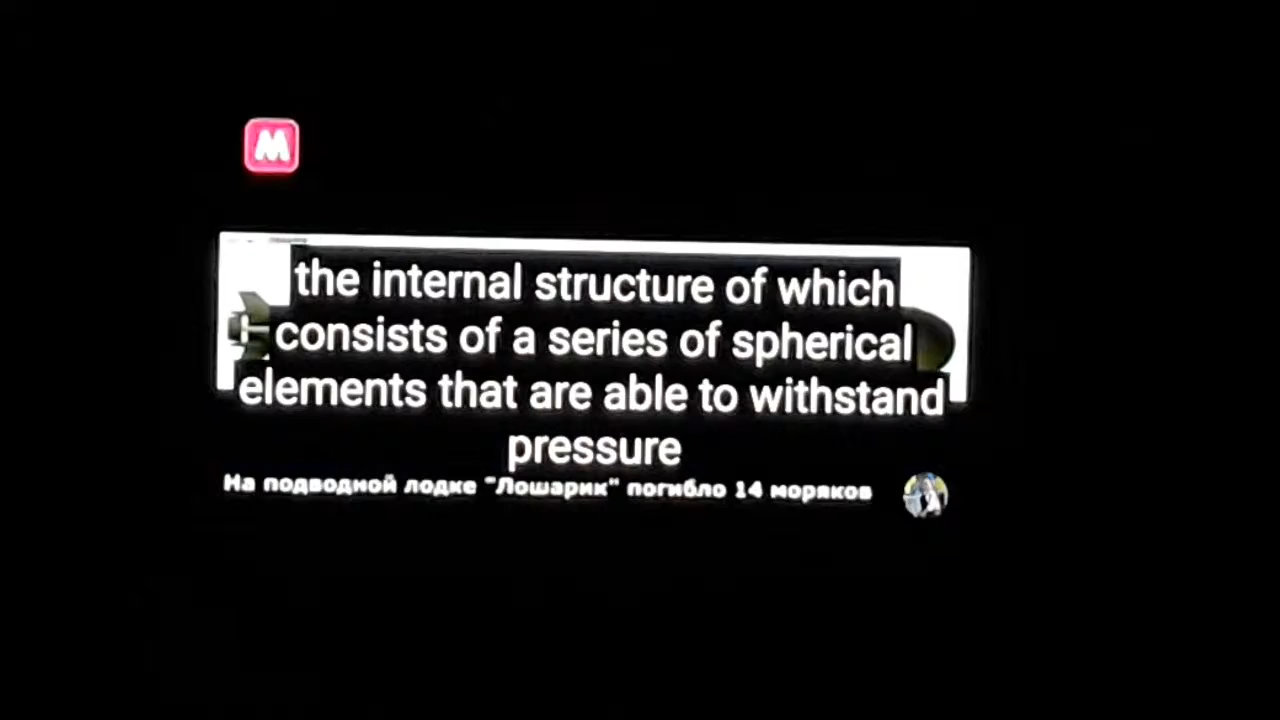 M
the internal structure of which
consists of a series of spherical
elements that are able to withstand
pressure
На подводной лодке "Лошарик" погибло 14 моряков